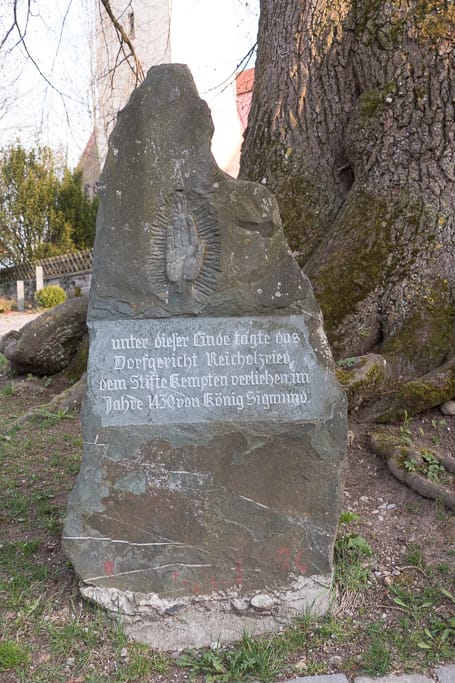 unter dieser Linde tagte das
Dorfgericht Reicholzried,
dem Stifte Kempten verliehen im
Jahre 1430 von König Sigmund.